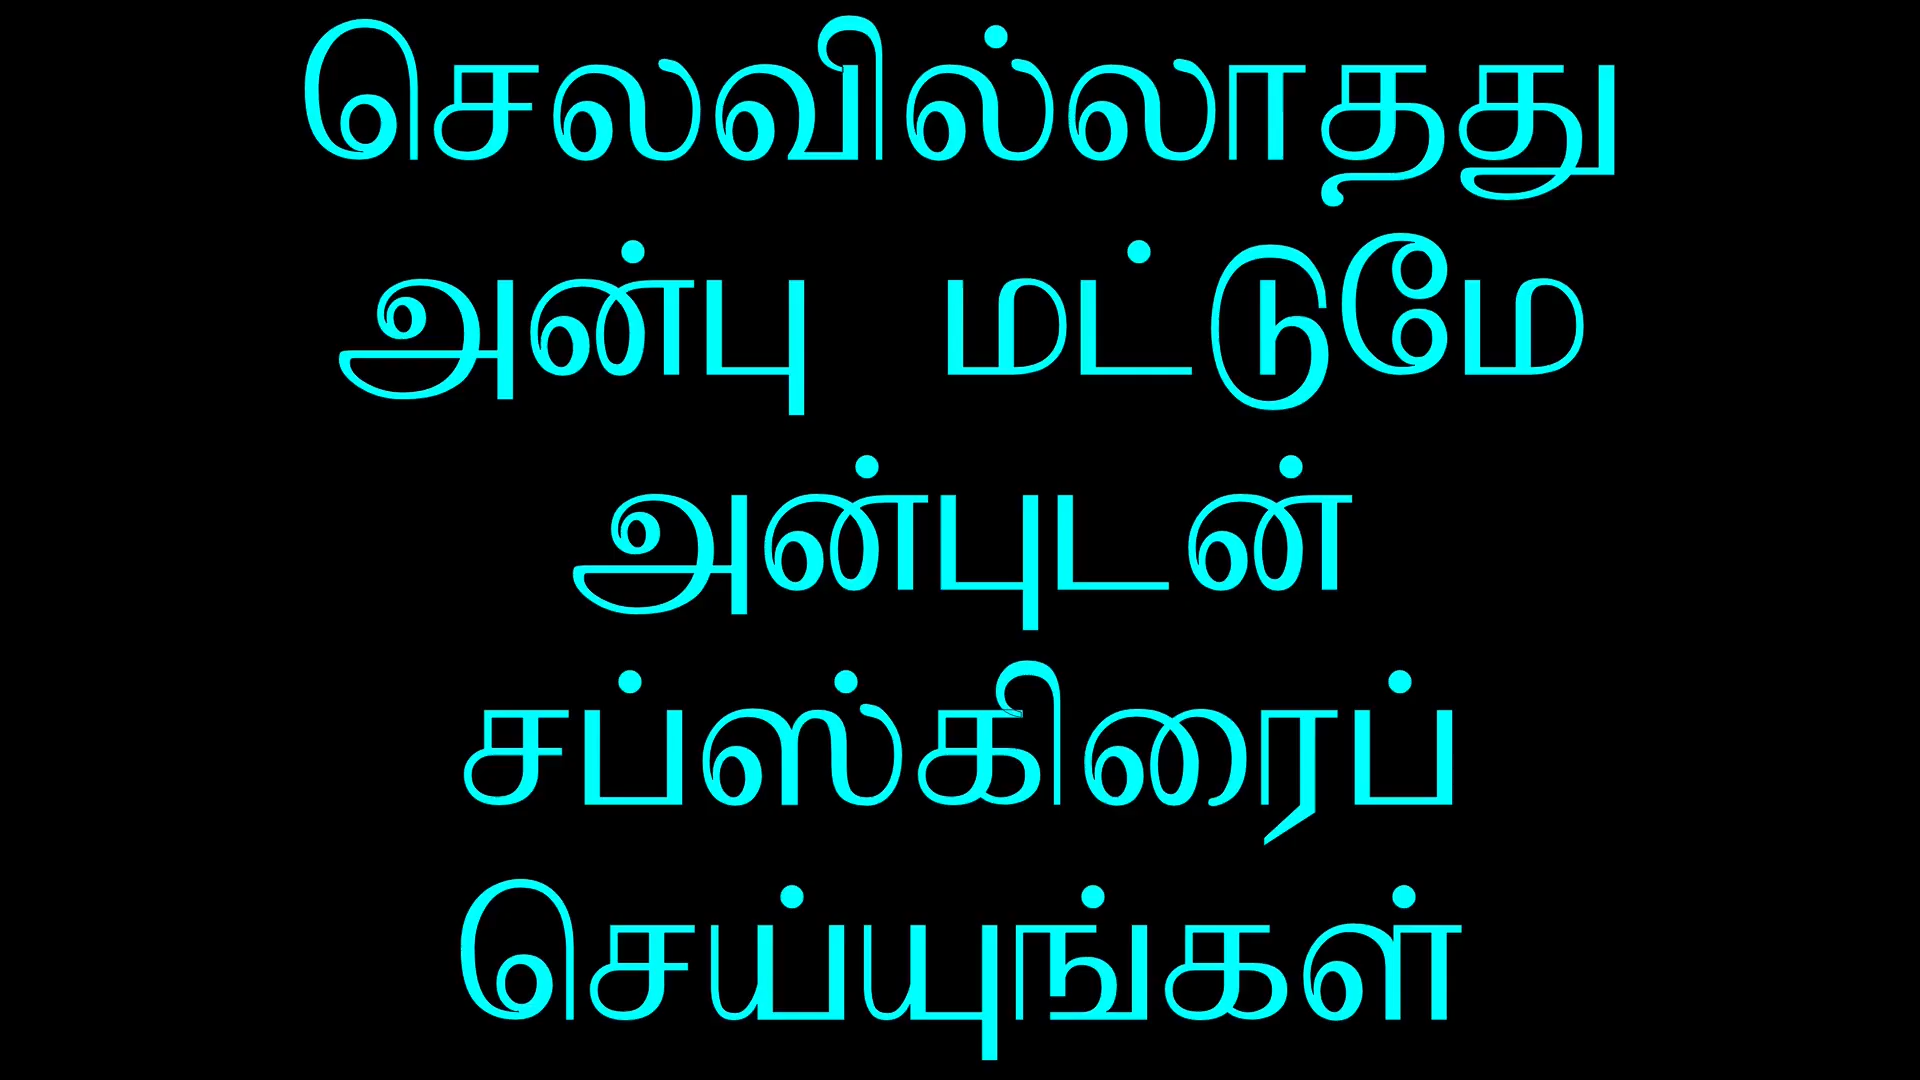 செலவில்லாதது
அன்பு மட்டுமே
அன்புடன்
சப்ஸ்கிரைப்
செய்யுங்கள்